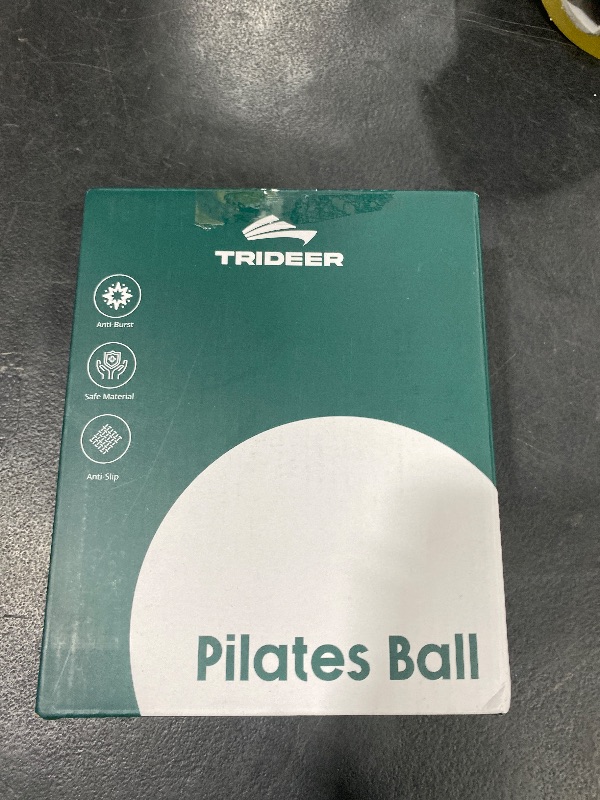 TRIDEER
Anti-Burst
Safe Material
Anti-Slip
Pilates Ball